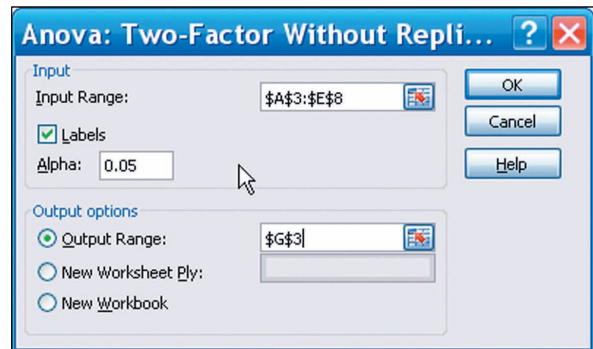 Anova: Two-Factor Without Repli...
Input
Input Range: $A$3:$E$8
Labels
Alpha: 0.05
OK
Cancel
Help
Output options
Output Range: $G$3
New Worksheet Ply:
New Workbook